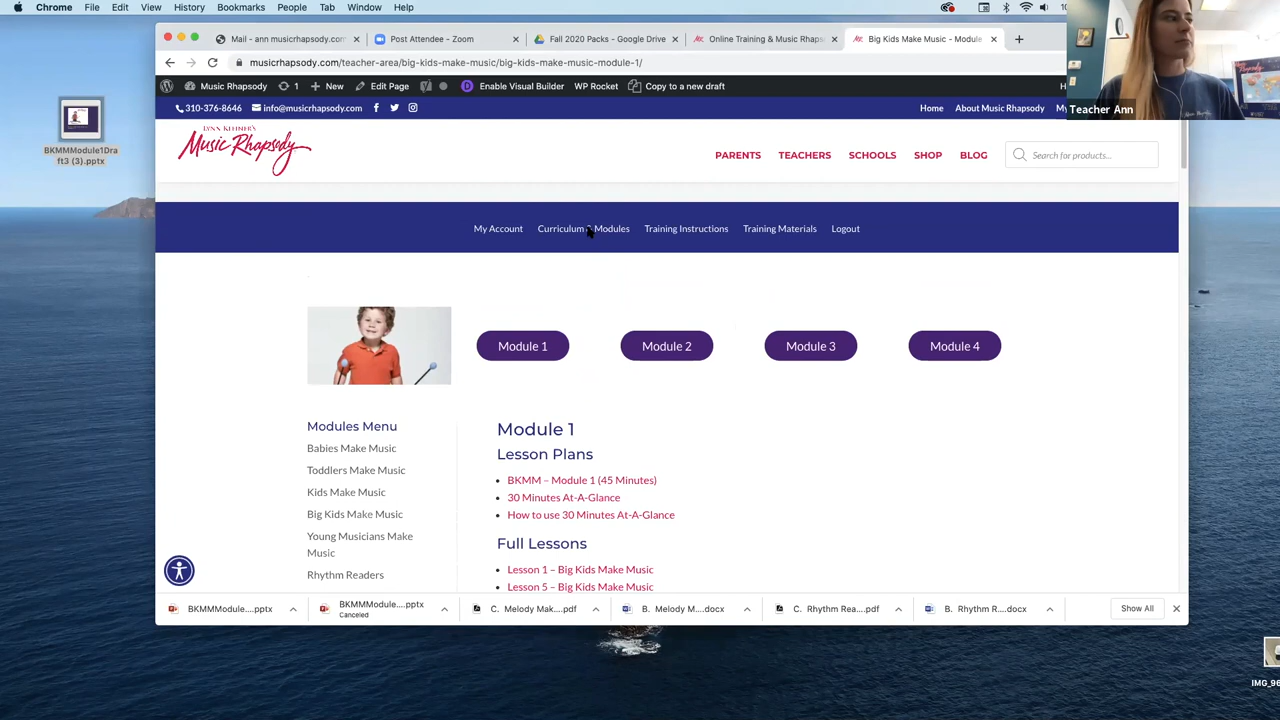 Chrome File Edit View History Bookmarks People Tab Window Help
Mail - ann musicrhapsody.com
Post Attendee - Zoom
Fall 2020 Packs - Google Drive
Online Training & Music Rhaps
Big Kids Make Music - Module
musicrhapsody.com/teacher-area/big-kids-make-music/big-kids-make-music-module-1/
Teacher Ann
Music Rhapsody 1 New Edit Page Enable Visual Builder WP Rocket Copy to a new draft
310-376-8646 info@musicrhapsody.com Home About Music Rhapsody
BKMMModule1Dra
ft3 (3).pptx
LYNN KLEINER'S
Music Rhapsody
PARENTS TEACHERS SCHOOLS SHOP BLOG Search for products...
My Account Curriculum Modules Training Instructions Training Materials Logout
Module 1 Module 2 Module 3 Module 4
Modules Menu
Babies Make Music
Toddlers Make Music
Kids Make Music
Big Kids Make Music
Young Musicians Make
Music
Rhythm Readers
Module 1
Lesson Plans
• BKMM – Module 1 (45 Minutes)
• 30 Minutes At-A-Glance
• How to use 30 Minutes At-A-Glance
Full Lessons
• Lesson 1 – Big Kids Make Music
• Lesson 5 – Big Kids Make Music
BKMMModule....pptx
BKMMModule....pptx
Canceled
C. Melody Mak....pdf
B. Melody M....docx
C. Rhythm Rea....pdf
B. Rhythm R....docx
Show All
IMG_96